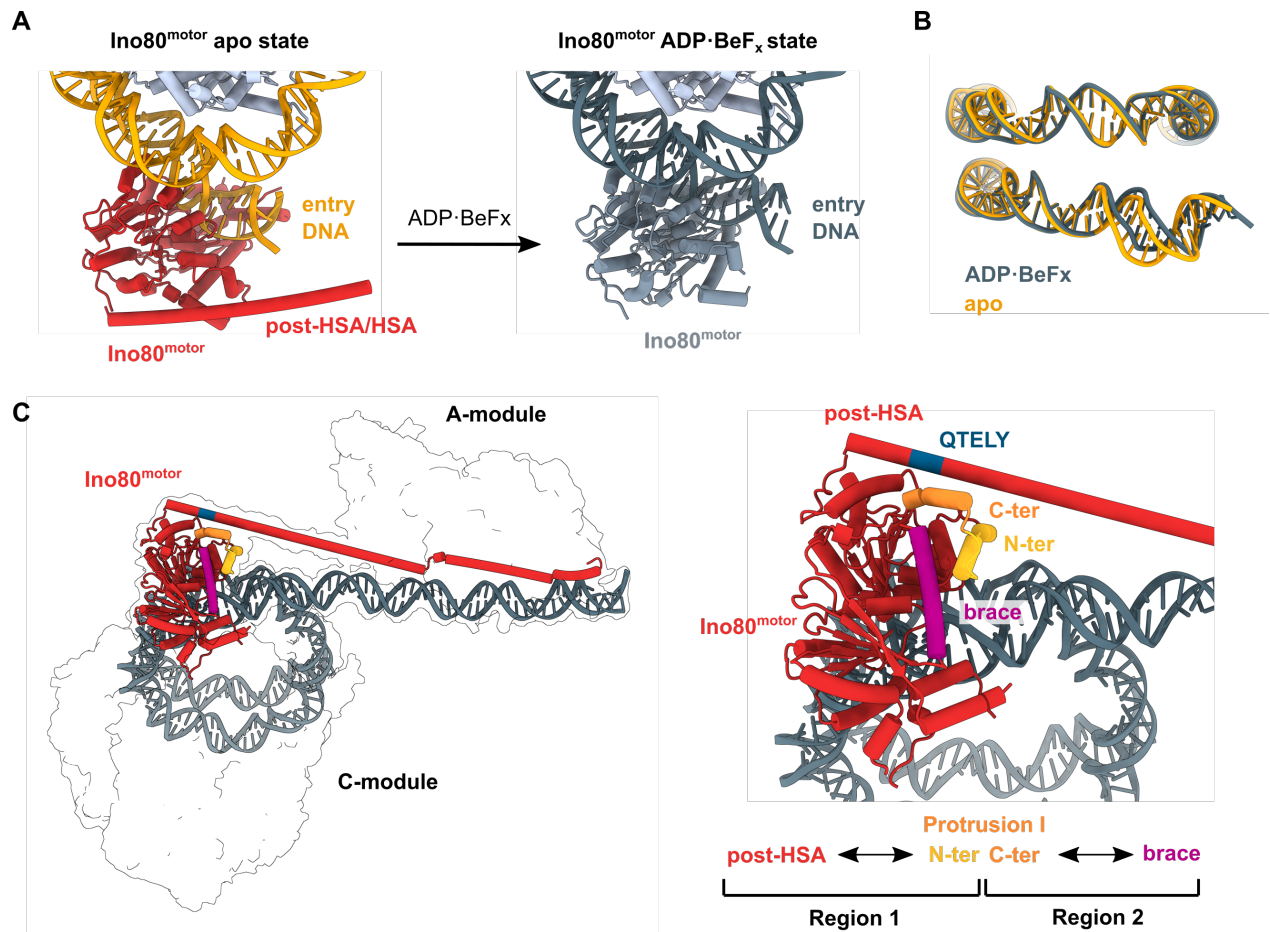 A
Ino80motor apo state
Ino80motor ADP·BeFx state
entry
DNA
ADP·BeFx
entry
DNA
post-HSA/HSA
Ino80motor
Ino80motor
B
ADP·BeFx
apo
C
A-module
Ino80motor
C-module
post-HSA
QTELY
C-ter
N-ter
brace
Ino80motor
Protrusion I
post-HSA N-ter C-ter brace
Region 1 Region 2